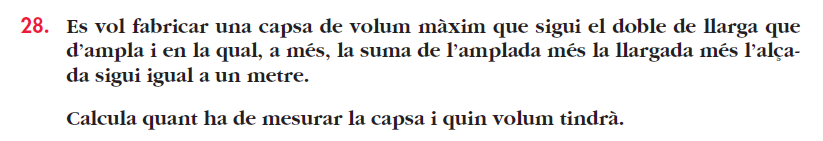 28. Es vol fabricar una capsa de volum màxim que sigui el doble de llarga que
d'ampla i en la qual, a més, la suma de l'amplada més la llargada més l'alça-
da sigui igual a un metre.
Calcula quant ha de mesurar la capsa i quin volum tindrà.